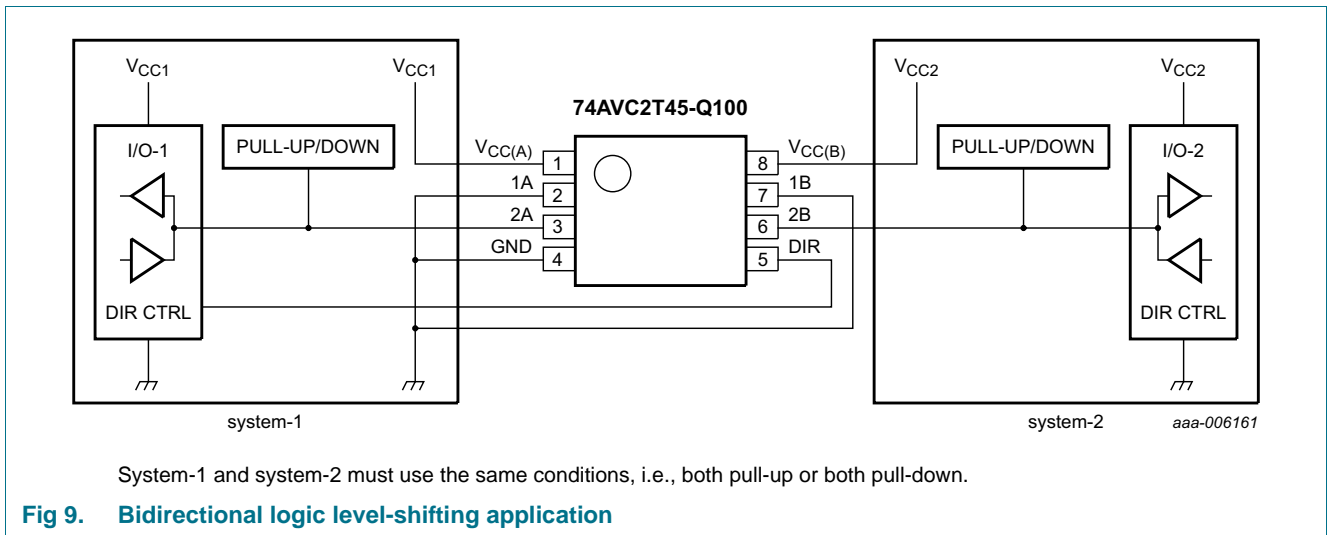 VCC1 VCC1 VCC2 VCC2
74AVC2T45-Q100
I/O-1 PULL-UP/DOWN VCC(A) 1 8 VCC(B) PULL-UP/DOWN I/O-2
1A 2 7 1B
2A 3 6 2B
GND 4 5 DIR
DIR CTRL DIR CTRL
system-1 system-2 aaa-006161
System-1 and system-2 must use the same conditions, i.e., both pull-up or both pull-down.
Fig 9. Bidirectional logic level-shifting application